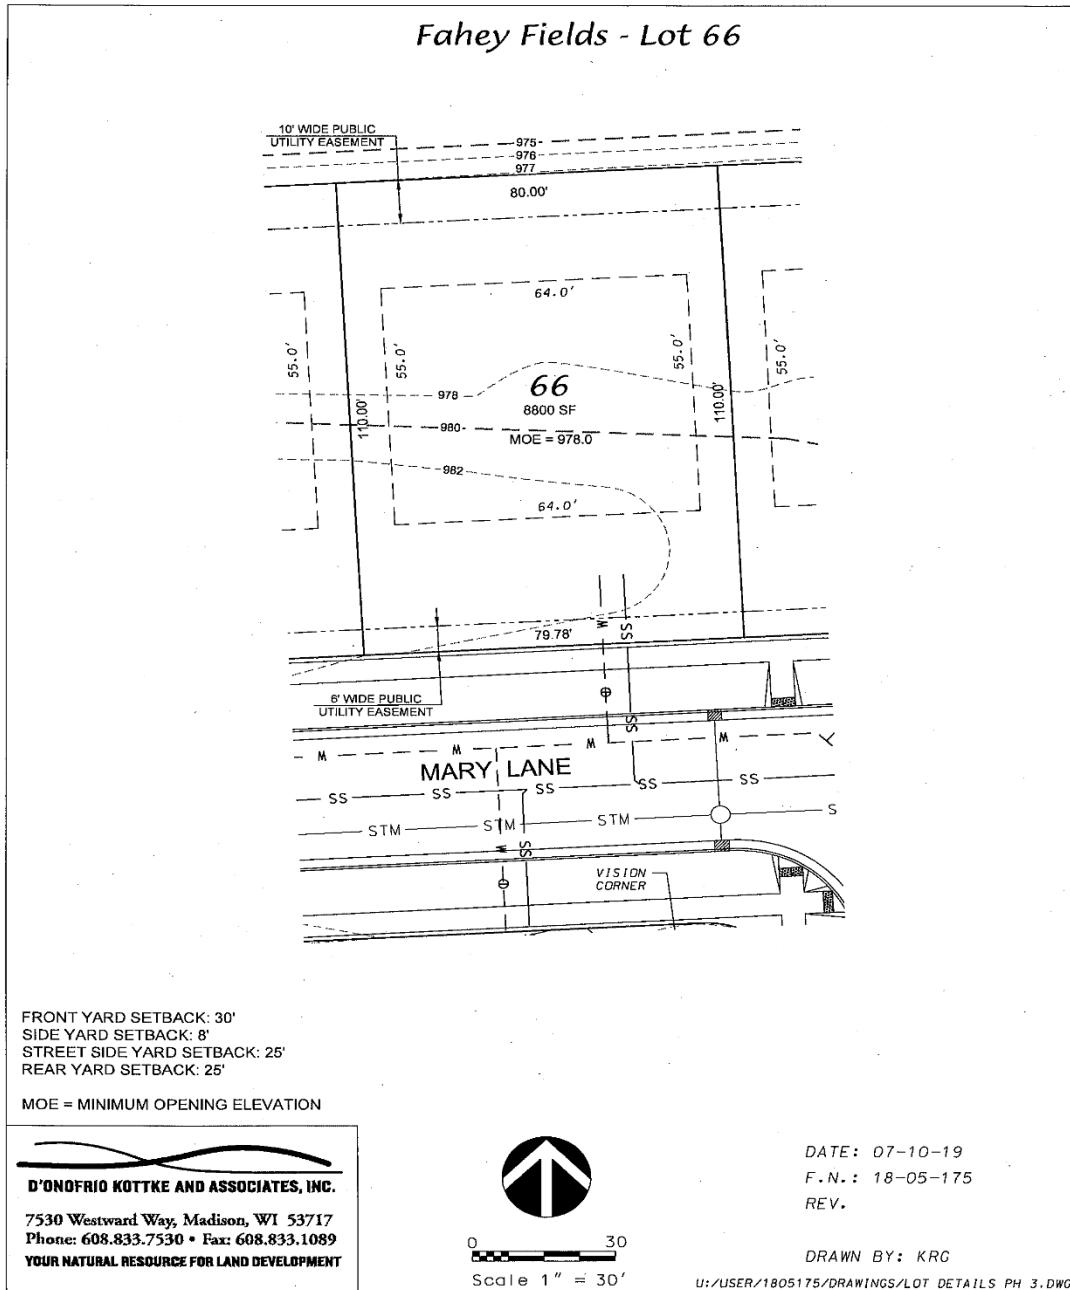 Fahey Fields - Lot 66
10' WIDE PUBLIC
UTILITY EASEMENT
975
976
977
80.00'
64.0'
55.0'
55.0'
55.0'
55.0'
978
66
8800 SF
110.00'
110.00'
980
MOE = 978.0
982
64.0'
W
SS
79.78'
6' WIDE PUBLIC
UTILITY EASEMENT
SS
W
W
W
W
MARY LANE
SS
SS
SS
SS
SS
STM
STM
STM
S
W
SS
VISION
CORNER
FRONT YARD SETBACK: 30'
SIDE YARD SETBACK: 8'
STREET SIDE YARD SETBACK: 25'
REAR YARD SETBACK: 25'
MOE = MINIMUM OPENING ELEVATION
D'ONOFRIO KOTTKE AND ASSOCIATES, INC.
7530 Westward Way, Madison, WI 53717
Phone: 608.833.7530 • Fax: 608.833.1089
YOUR NATURAL RESOURCE FOR LAND DEVELOPMENT
0 30
Scale 1" = 30'
DATE: 07-10-19
F.N.: 18-05-175
REV.
DRAWN BY: KRG
U:/USER/1805175/DRAWINGS/LOT DETAILS PH 3.DWG